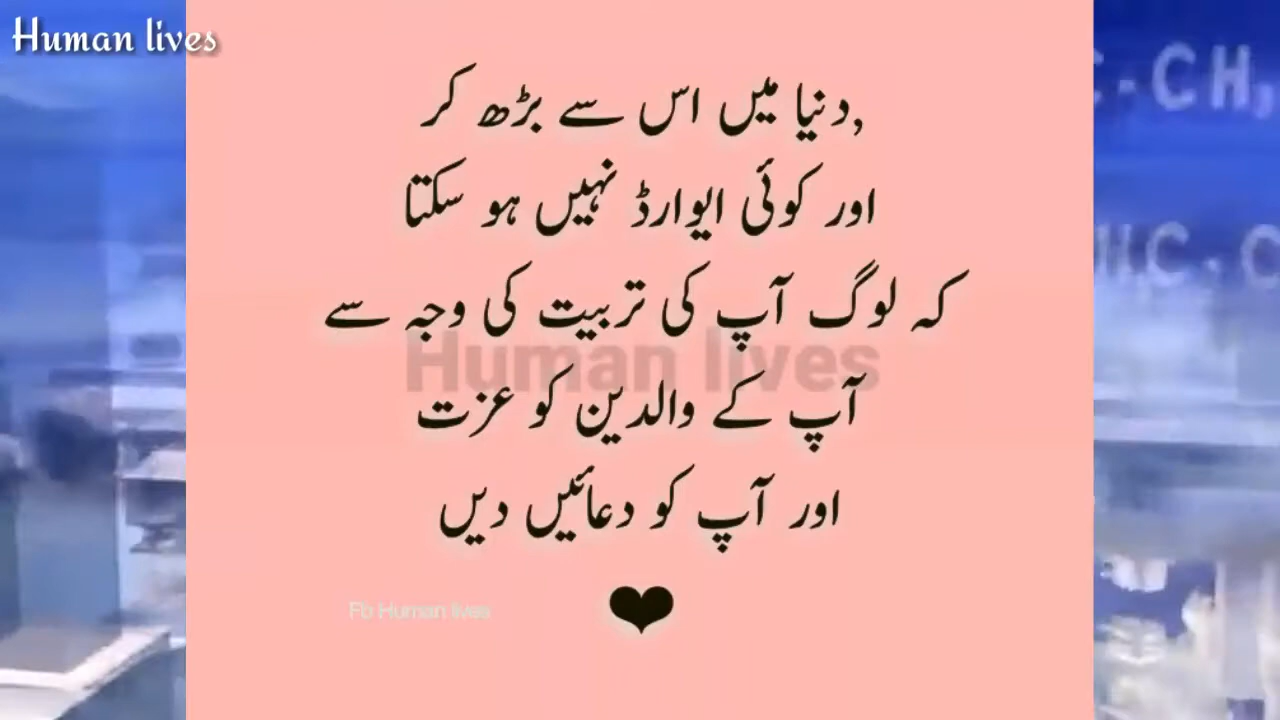 Human lives
دنیا میں اس سے بڑھ کر,
اور کوئی ایوارڈ نہیں ہو سکتا
کہ لوگ آپ کی تربیت کی وجہ سے
Human lives
آپ کے والدین کو عزت
اور آپ کو دعائیں دیں
Fb Human lives
C-CH,
H,C-C